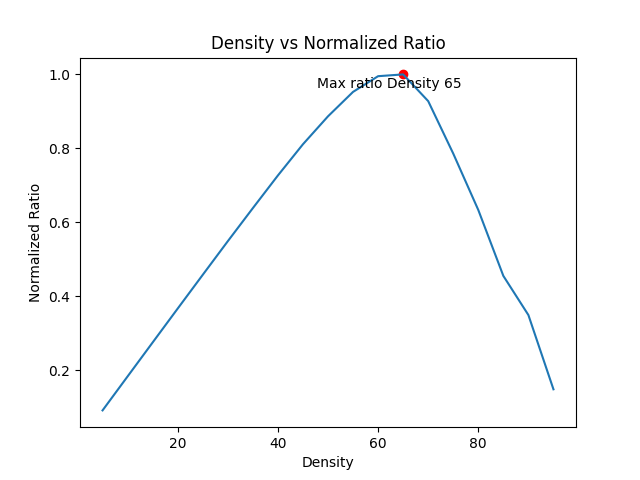 Density vs Normalized Ratio
1.0
Max ratio Density 65
0.8
0.6
0.4
0.2
Normalized Ratio
20 40 60 80
Density